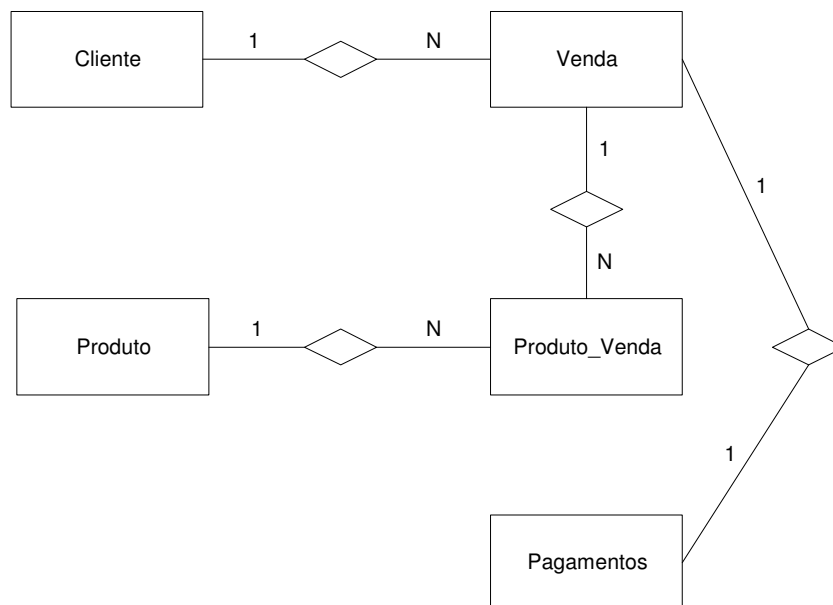 Cliente
1
N
Venda
1
1
N
Produto
1
N
Produto_Venda
1
Pagamentos